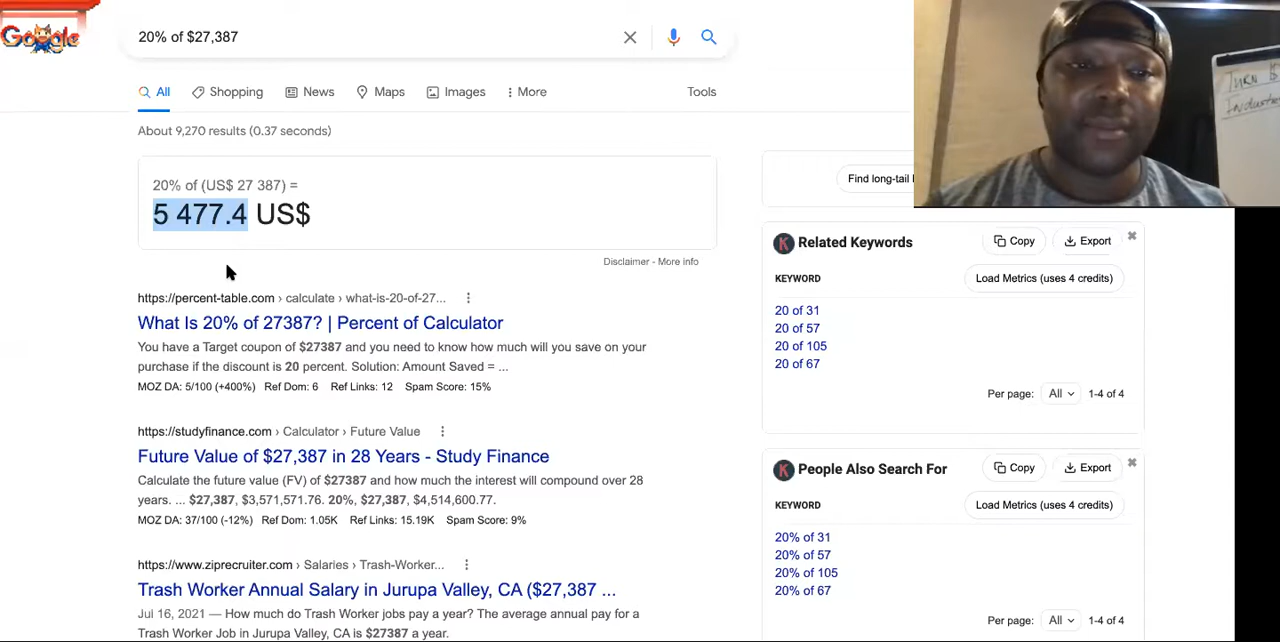 Google
20% of $27,387
All Shopping News Maps Images More Tools
About 9,270 results (0.37 seconds)
20% of (US$ 27 387) =
5 477.4 US$
Disclaimer - More info
https://percent-table.com › calculate › what-is-20-of-27...
What Is 20% of 27387? | Percent of Calculator
You have a Target coupon of $27387 and you need to know how much will you save on your
purchase if the discount is 20 percent. Solution: Amount Saved = ...
MOZ DA: 5/100 (+400%) Ref Dom: 6 Ref Links: 12 Spam Score: 15%
https://studyfinance.com › Calculator › Future Value
Future Value of $27,387 in 28 Years - Study Finance
Calculate the future value (FV) of $27387 and how much the interest will compound over 28
years. ... $27,387, $3,571,571.76. 20%, $27,387, $4,514,600.77.
MOZ DA: 37/100 (-12%) Ref Dom: 1.05K Ref Links: 15.19K Spam Score: 9%
https://www.ziprecruiter.com › Salaries › Trash-Worker...
Trash Worker Annual Salary in Jurupa Valley, CA ($27,387 ...
Jul 16, 2021 — How much do Trash Worker jobs pay a year? The average annual pay for a
Trash Worker Job in Jurupa Valley, CA is $27387 a year.
Turn
Find long-tail
K Related Keywords Copy Export
KEYWORD Load Metrics (uses 4 credits)
20 of 31
20 of 57
20 of 105
20 of 67
Per page: All 1-4 of 4
K People Also Search For Copy Export
KEYWORD Load Metrics (uses 4 credits)
20% of 31
20% of 57
20% of 105
20% of 67
Per page: All 1-4 of 4